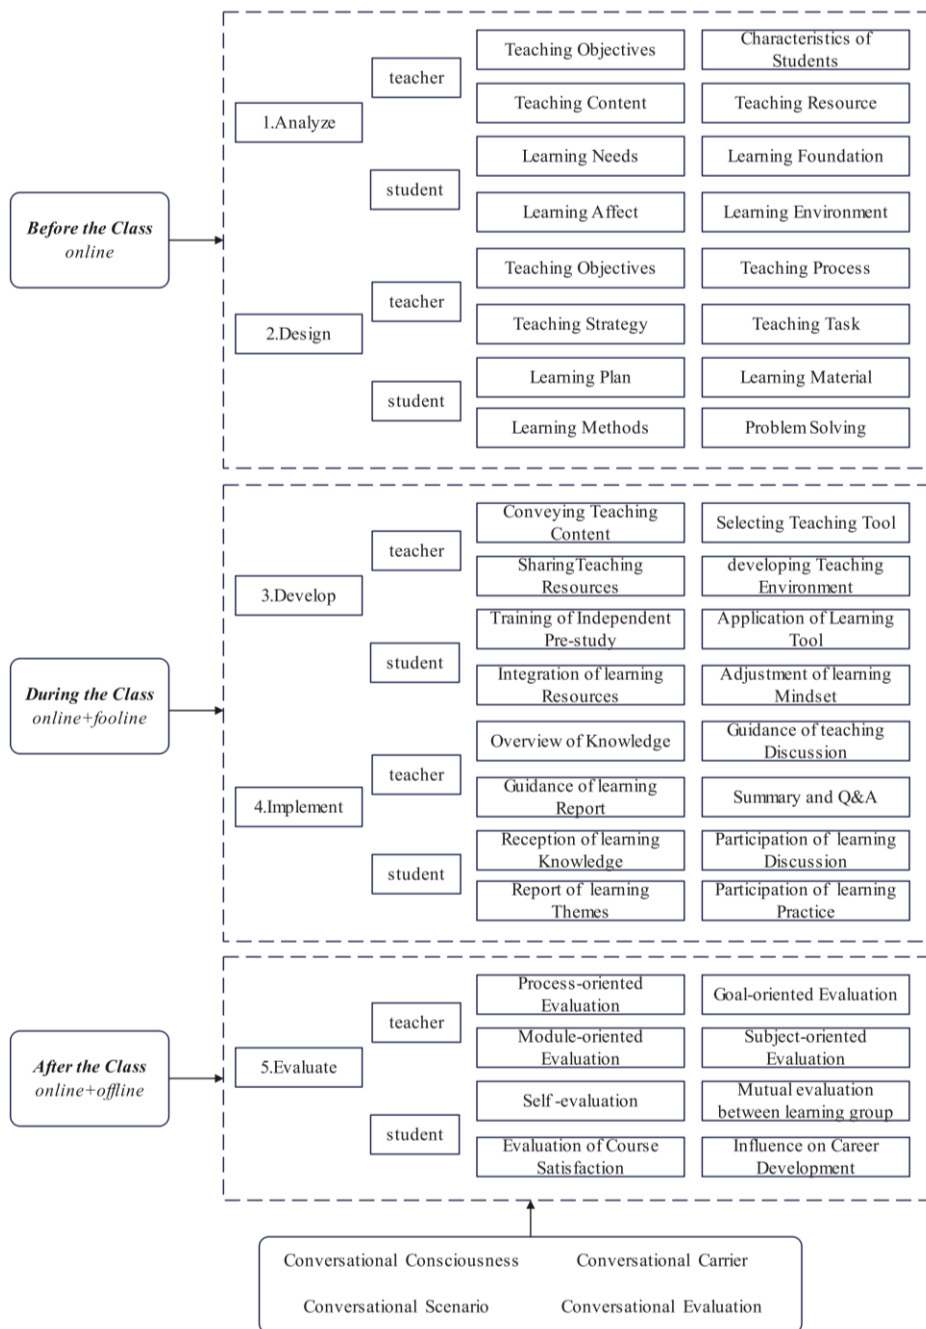 Before the Class
online
1.Analyze
teacher
Teaching Objectives
Characteristics of
Students
Teaching Content
Teaching Resource
student
Learning Needs
Learning Foundation
Learning Affect
Learning Environment
2.Design
teacher
Teaching Objectives
Teaching Process
Teaching Strategy
Teaching Task
student
Learning Plan
Learning Material
Learning Methods
Problem Solving
During the Class
online+fooline
3.Develop
teacher
Conveying Teaching
Content
Selecting Teaching Tool
SharingTeaching
Resources
developing Teaching
Environment
student
Training of Independent
Pre-study
Application of Learning
Tool
Integration of learning
Resources
Adjustment of learning
Mindset
4.Implement
teacher
Overview of Knowledge
Guidance of teaching
Discussion
Guidance of learning
Report
Summary and Q&A
student
Reception of learning
Knowledge
Participation of learning
Discussion
Report of learning
Themes
Participation of learning
Practice
After the Class
online+offline
5.Evaluate
teacher
Process-oriented
Evaluation
Goal-oriented Evaluation
Module-oriented
Evaluation
Subject-oriented
Evaluation
student
Self-evaluation
Mutual evaluation
between learning group
Evaluation of Course
Satisfaction
Influence on Career
Development
Conversational Consciousness
Conversational Carrier
Conversational Scenario
Conversational Evaluation